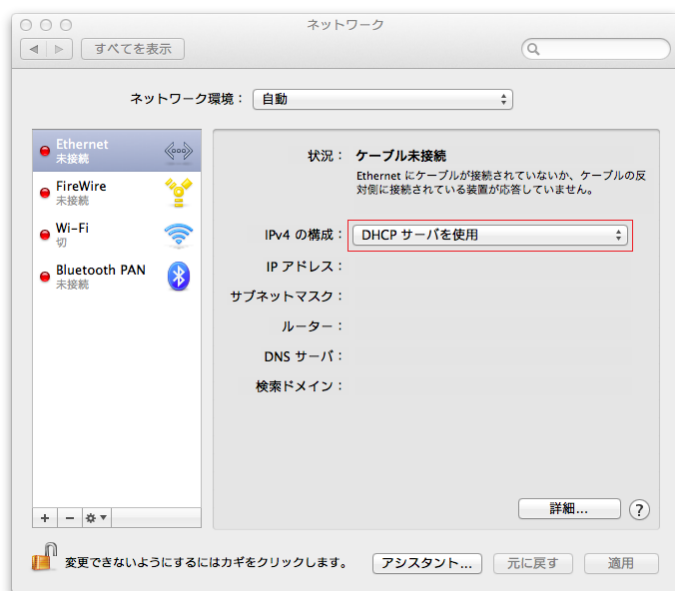 ネットワーク
すべてを表示
ネットワーク環境： 自動
Ethernet
未接続
FireWire
未接続
Wi-Fi
切
Bluetooth PAN
未接続
状況： ケーブル未接続
Ethernet にケーブルが接続されていないか、ケーブルの反
対側に接続されている装置が応答していません。
IPv4 の構成： DHCP サーバを使用
IP アドレス：
サブネットマスク：
ルーター：
DNS サーバ：
検索ドメイン：
詳細... ?
変更できないようにするにはカギをクリックします。 アシスタント... 元に戻す 適用